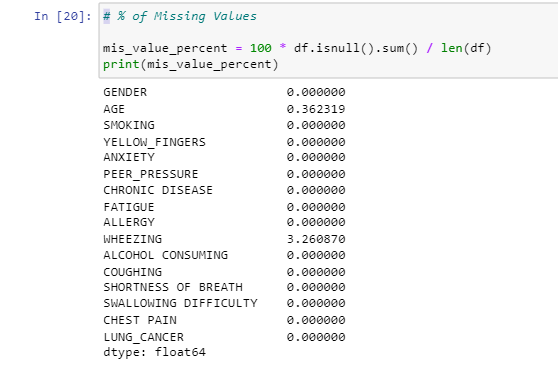 In [20]: # % of Missing Values
mis_value_percent = 100 * df.isnull().sum() / len(df)
print(mis_value_percent)
GENDER 0.000000
AGE 0.362319
SMOKING 0.000000
YELLOW_FINGERS 0.000000
ANXIETY 0.000000
PEER_PRESSURE 0.000000
CHRONIC DISEASE 0.000000
FATIGUE 0.000000
ALLERGY 0.000000
WHEEZING 3.260870
ALCOHOL CONSUMING 0.000000
COUGHING 0.000000
SHORTNESS OF BREATH 0.000000
SWALLOWING DIFFICULTY 0.000000
CHEST PAIN 0.000000
LUNG_CANCER 0.000000
dtype: float64